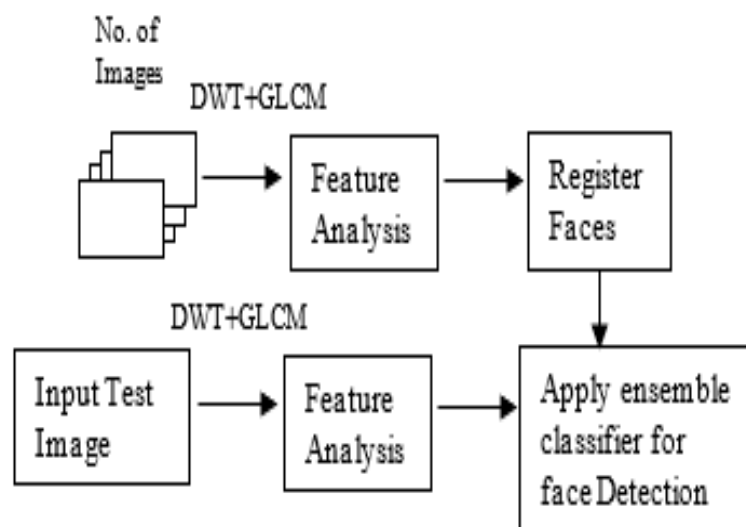 No. of
Images
DWT+GLCM
Feature
Analysis
Register
Faces
DWT+GLCM
Input Test
Image
Feature
Analysis
Apply ensemble
classifier for
face Detection